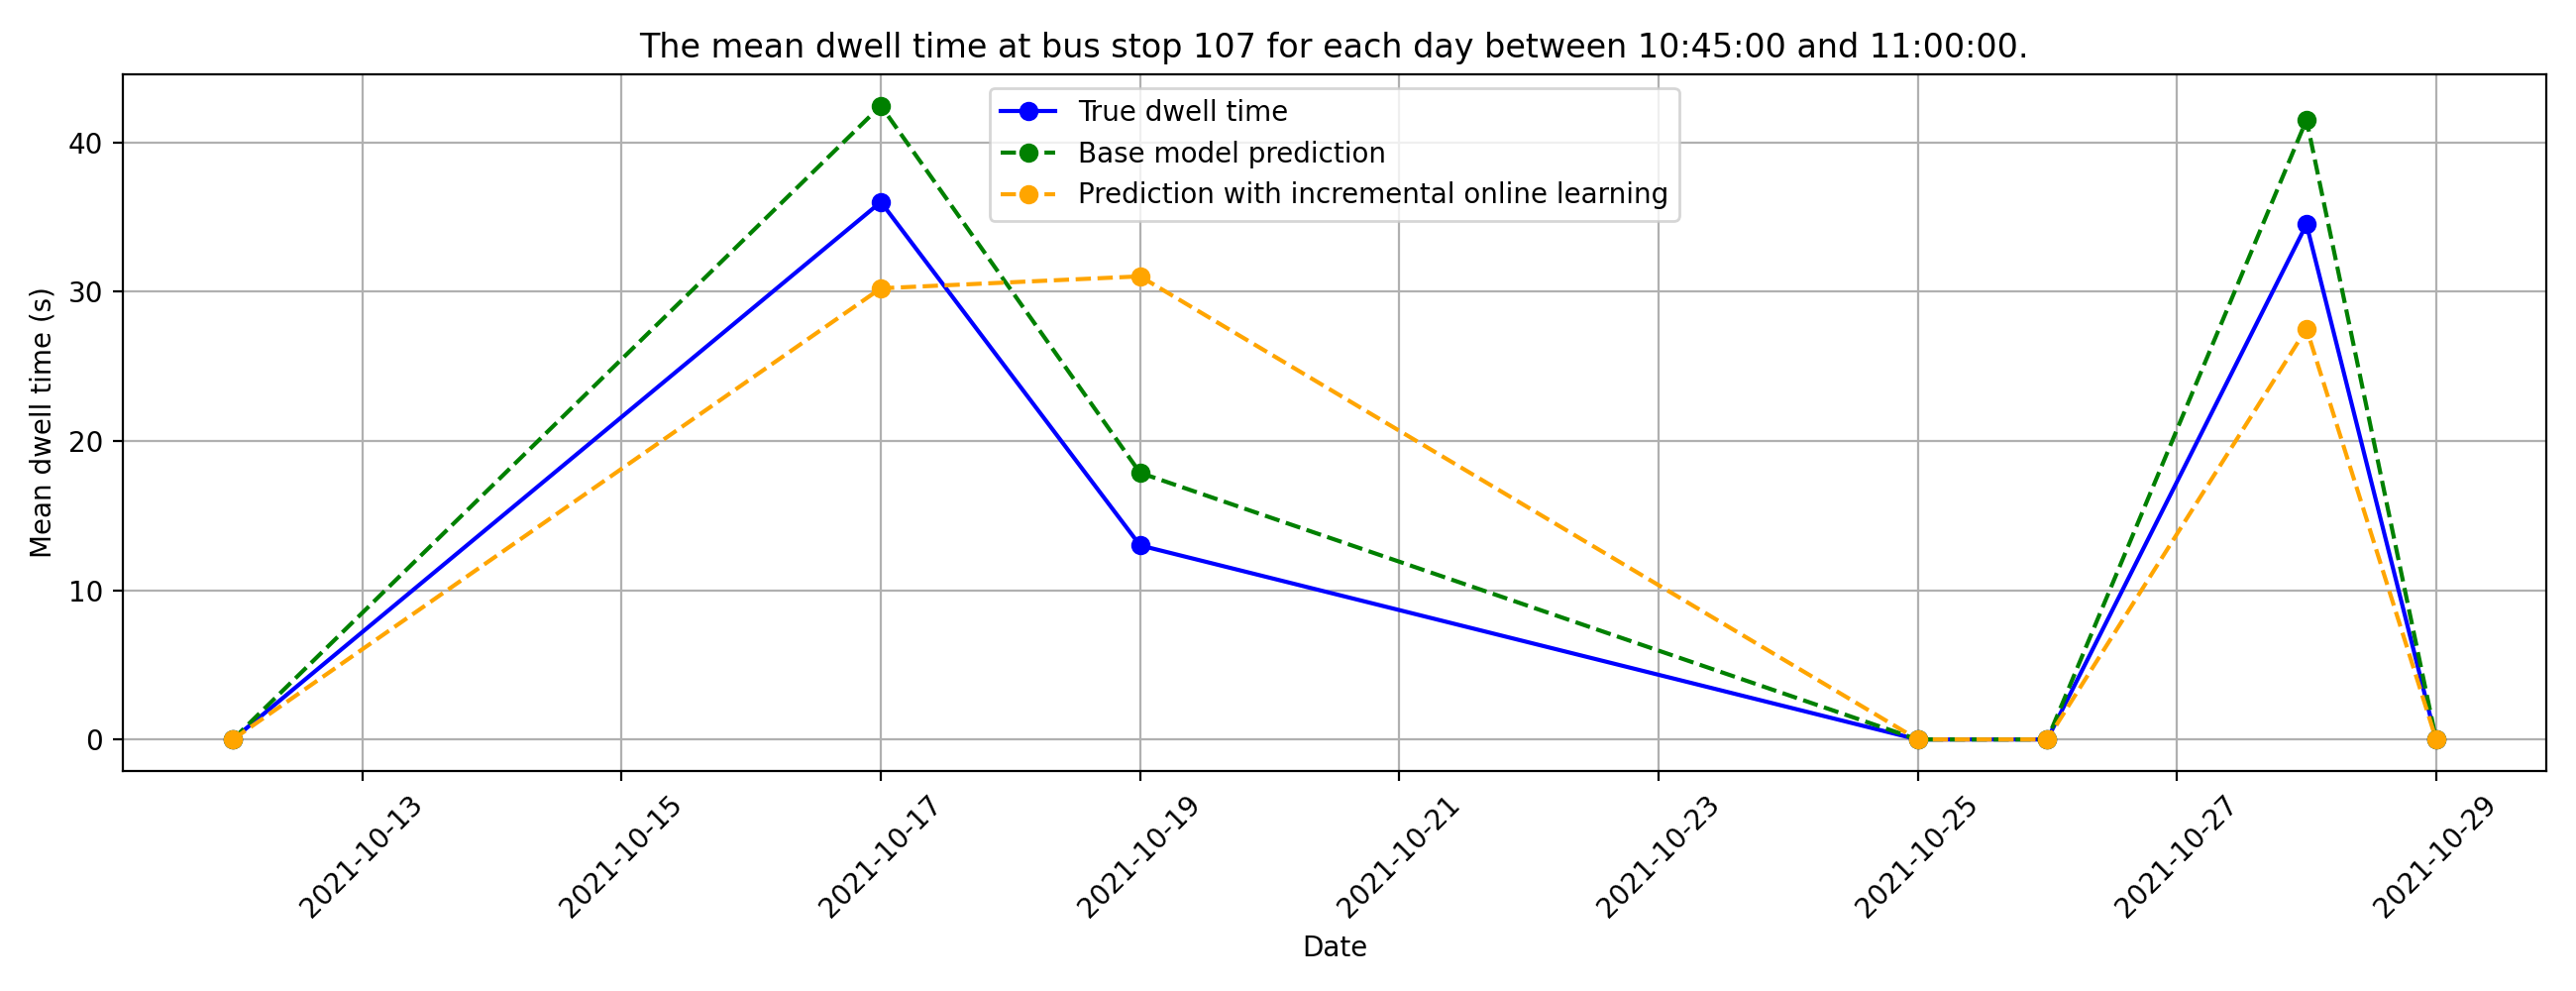 The mean dwell time at bus stop 107 for each day between 10:45:00 and 11:00:00.
True dwell time
Base model prediction
Prediction with incremental online learning
Mean dwell time (s)
40
30
20
10
0
2021-10-13
2021-10-15
2021-10-17
2021-10-19
2021-10-21
2021-10-23
2021-10-25
2021-10-27
2021-10-29
Date